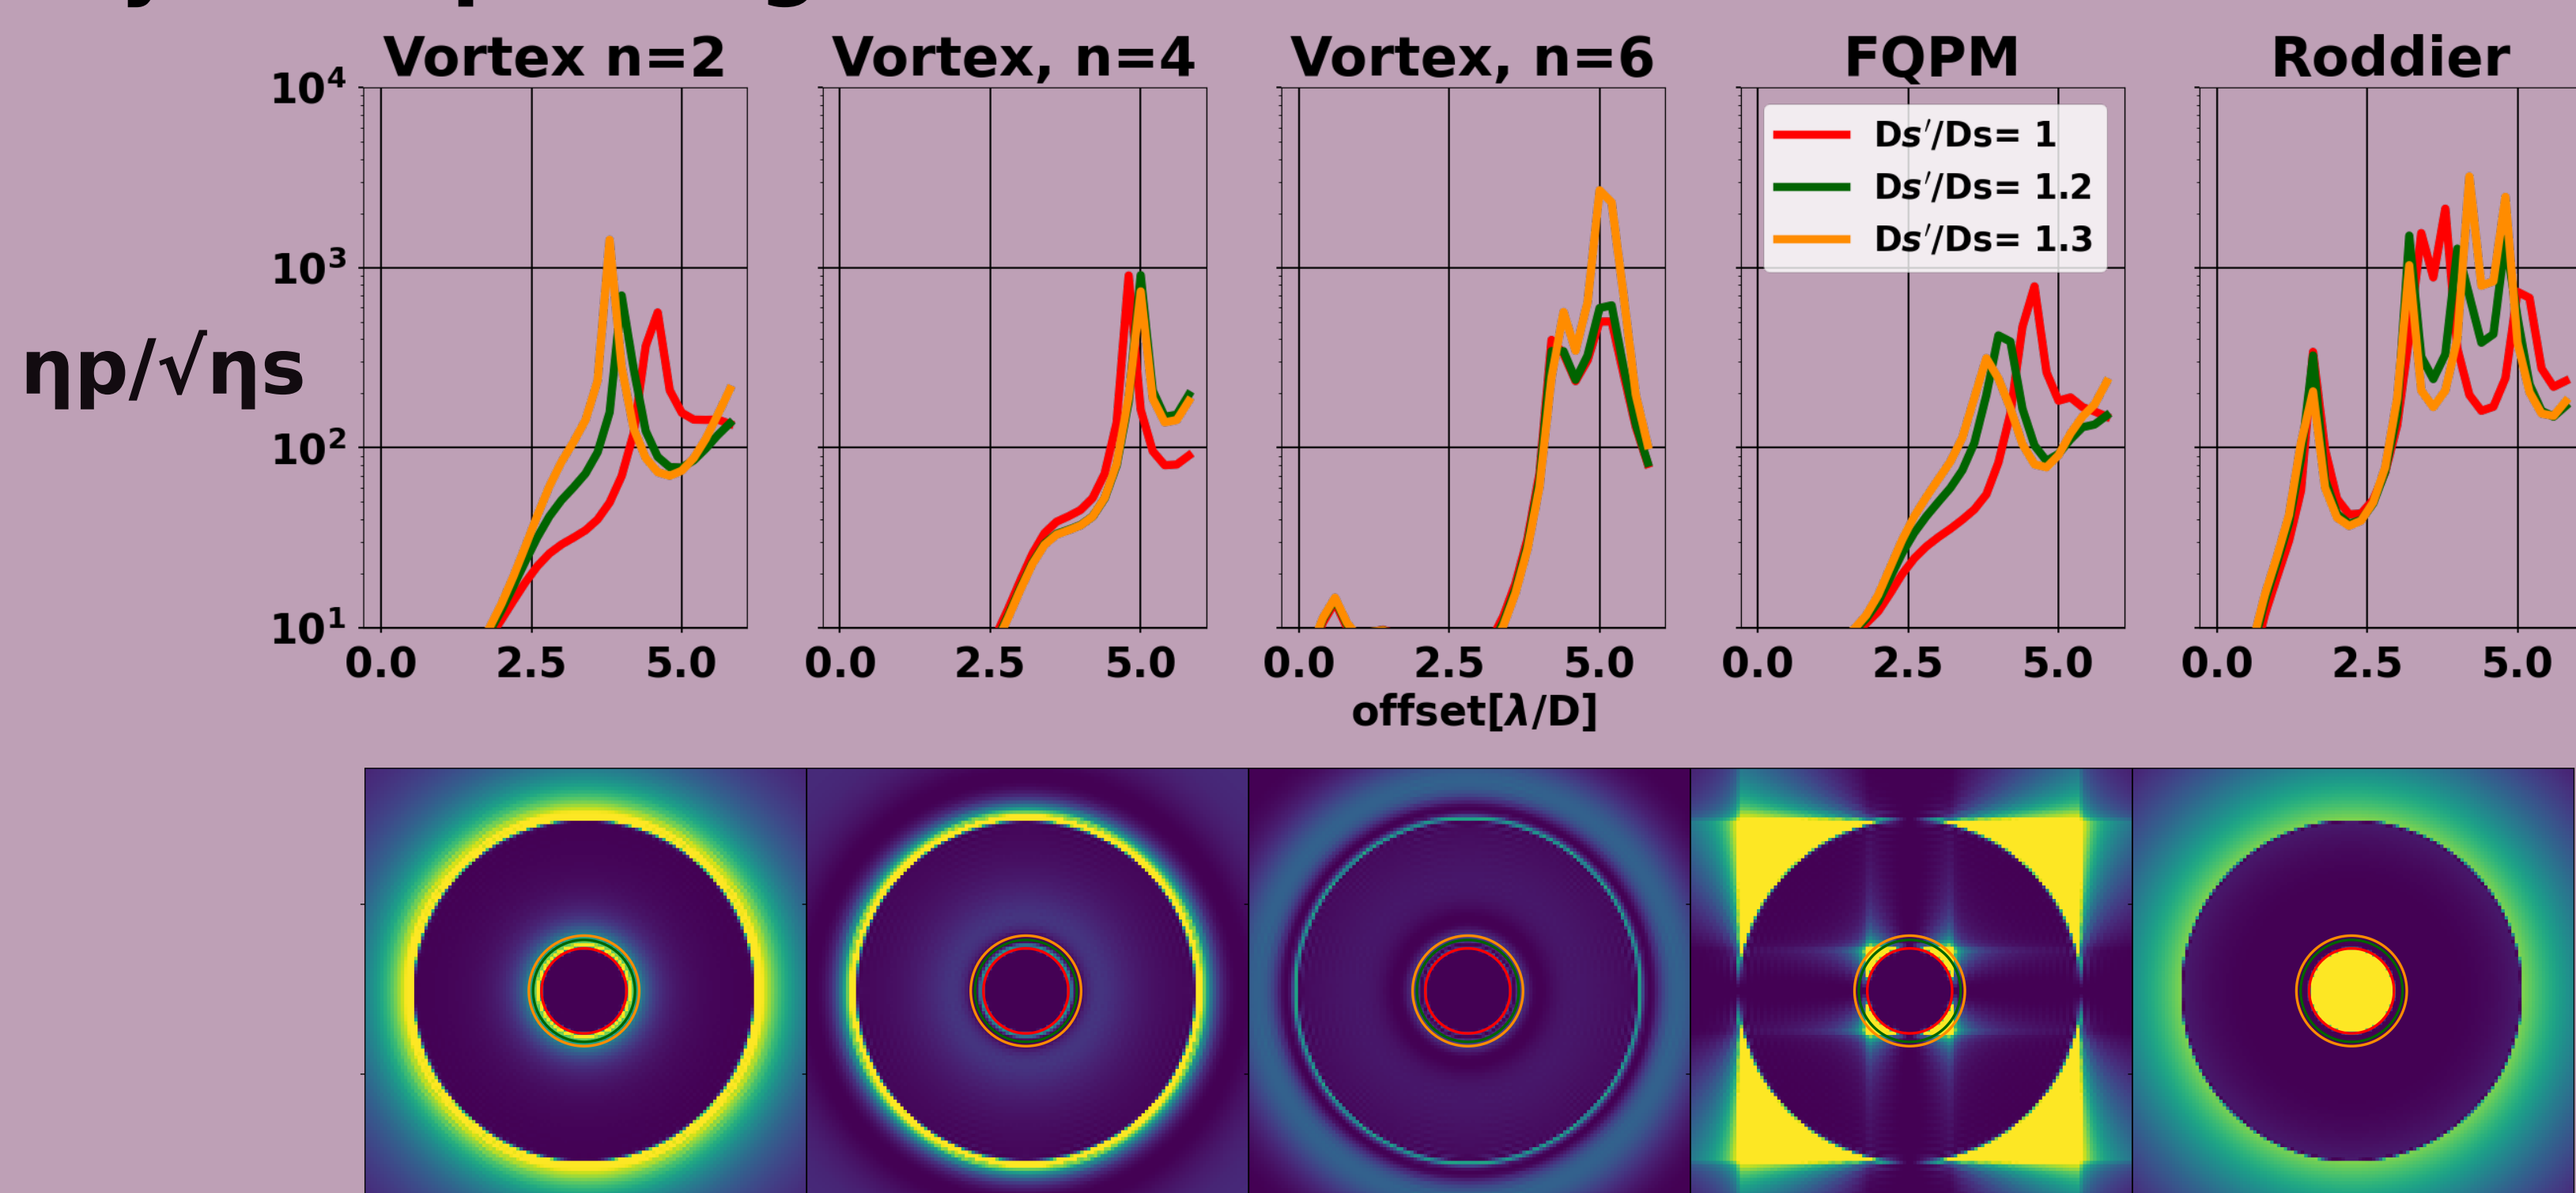 Vortex n=2
Vortex, n=4
Vortex, n=6
FQPM
Roddier
10⁴
10³
10²
10¹
ηp/√ηs
Ds′/Ds= 1
Ds′/Ds= 1.2
Ds′/Ds= 1.3
0.0 2.5 5.0
0.0 2.5 5.0
0.0 2.5 5.0
0.0 2.5 5.0
0.0 2.5 5.0
offset[λ/D]